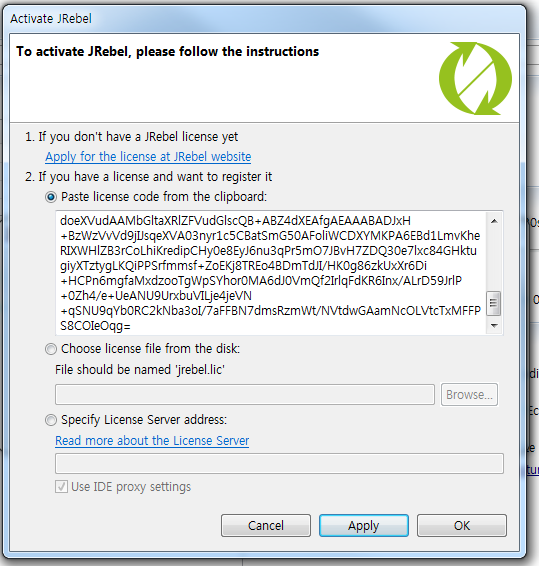 Activate JRebel
To activate JRebel, please follow the instructions
1. If you don't have a JRebel license yet
Apply for the license at JRebel website
2. If you have a license and want to register it
Paste license code from the clipboard:
doeXVudAAMbGltaXRlZFVudGlscQB+ABZ4dXEAfgAEAAABADJxH
+BzWzVvVd9jIJsqeXVA03nyr1c5CBatSmG50AFoliWCDXYMKPA6EBd1LmvKhe
RIXWHlZB3rCoLhiKredipCHy0e8EyJ6nu3qPr5mO7JBvH7ZDQ30e7lxc84GHktu
giyXTztygLKQiPPSrfmmsf+ZoEKj8TREo4BDmTdJI/HK0g86zkUxXr6Di
+HCPn6mgfaMxdzooTgWpSYhor0MA6dJ0VmQf2IrlqFdKR6Inx/ALrD59JrlP
+0Zh4/e+UeANU9UrxbuVILje4jeVN
+qSNU9qYb0RC2kNba3oI/7aFFBN7dmsRzmWt/NVtdwGAamNcOLVtcTxMFFP
S8COIeOqg=
Choose license file from the disk:
File should be named 'jrebel.lic'
Browse...
Specify License Server address:
Read more about the License Server
Use IDE proxy settings
Cancel
Apply
OK